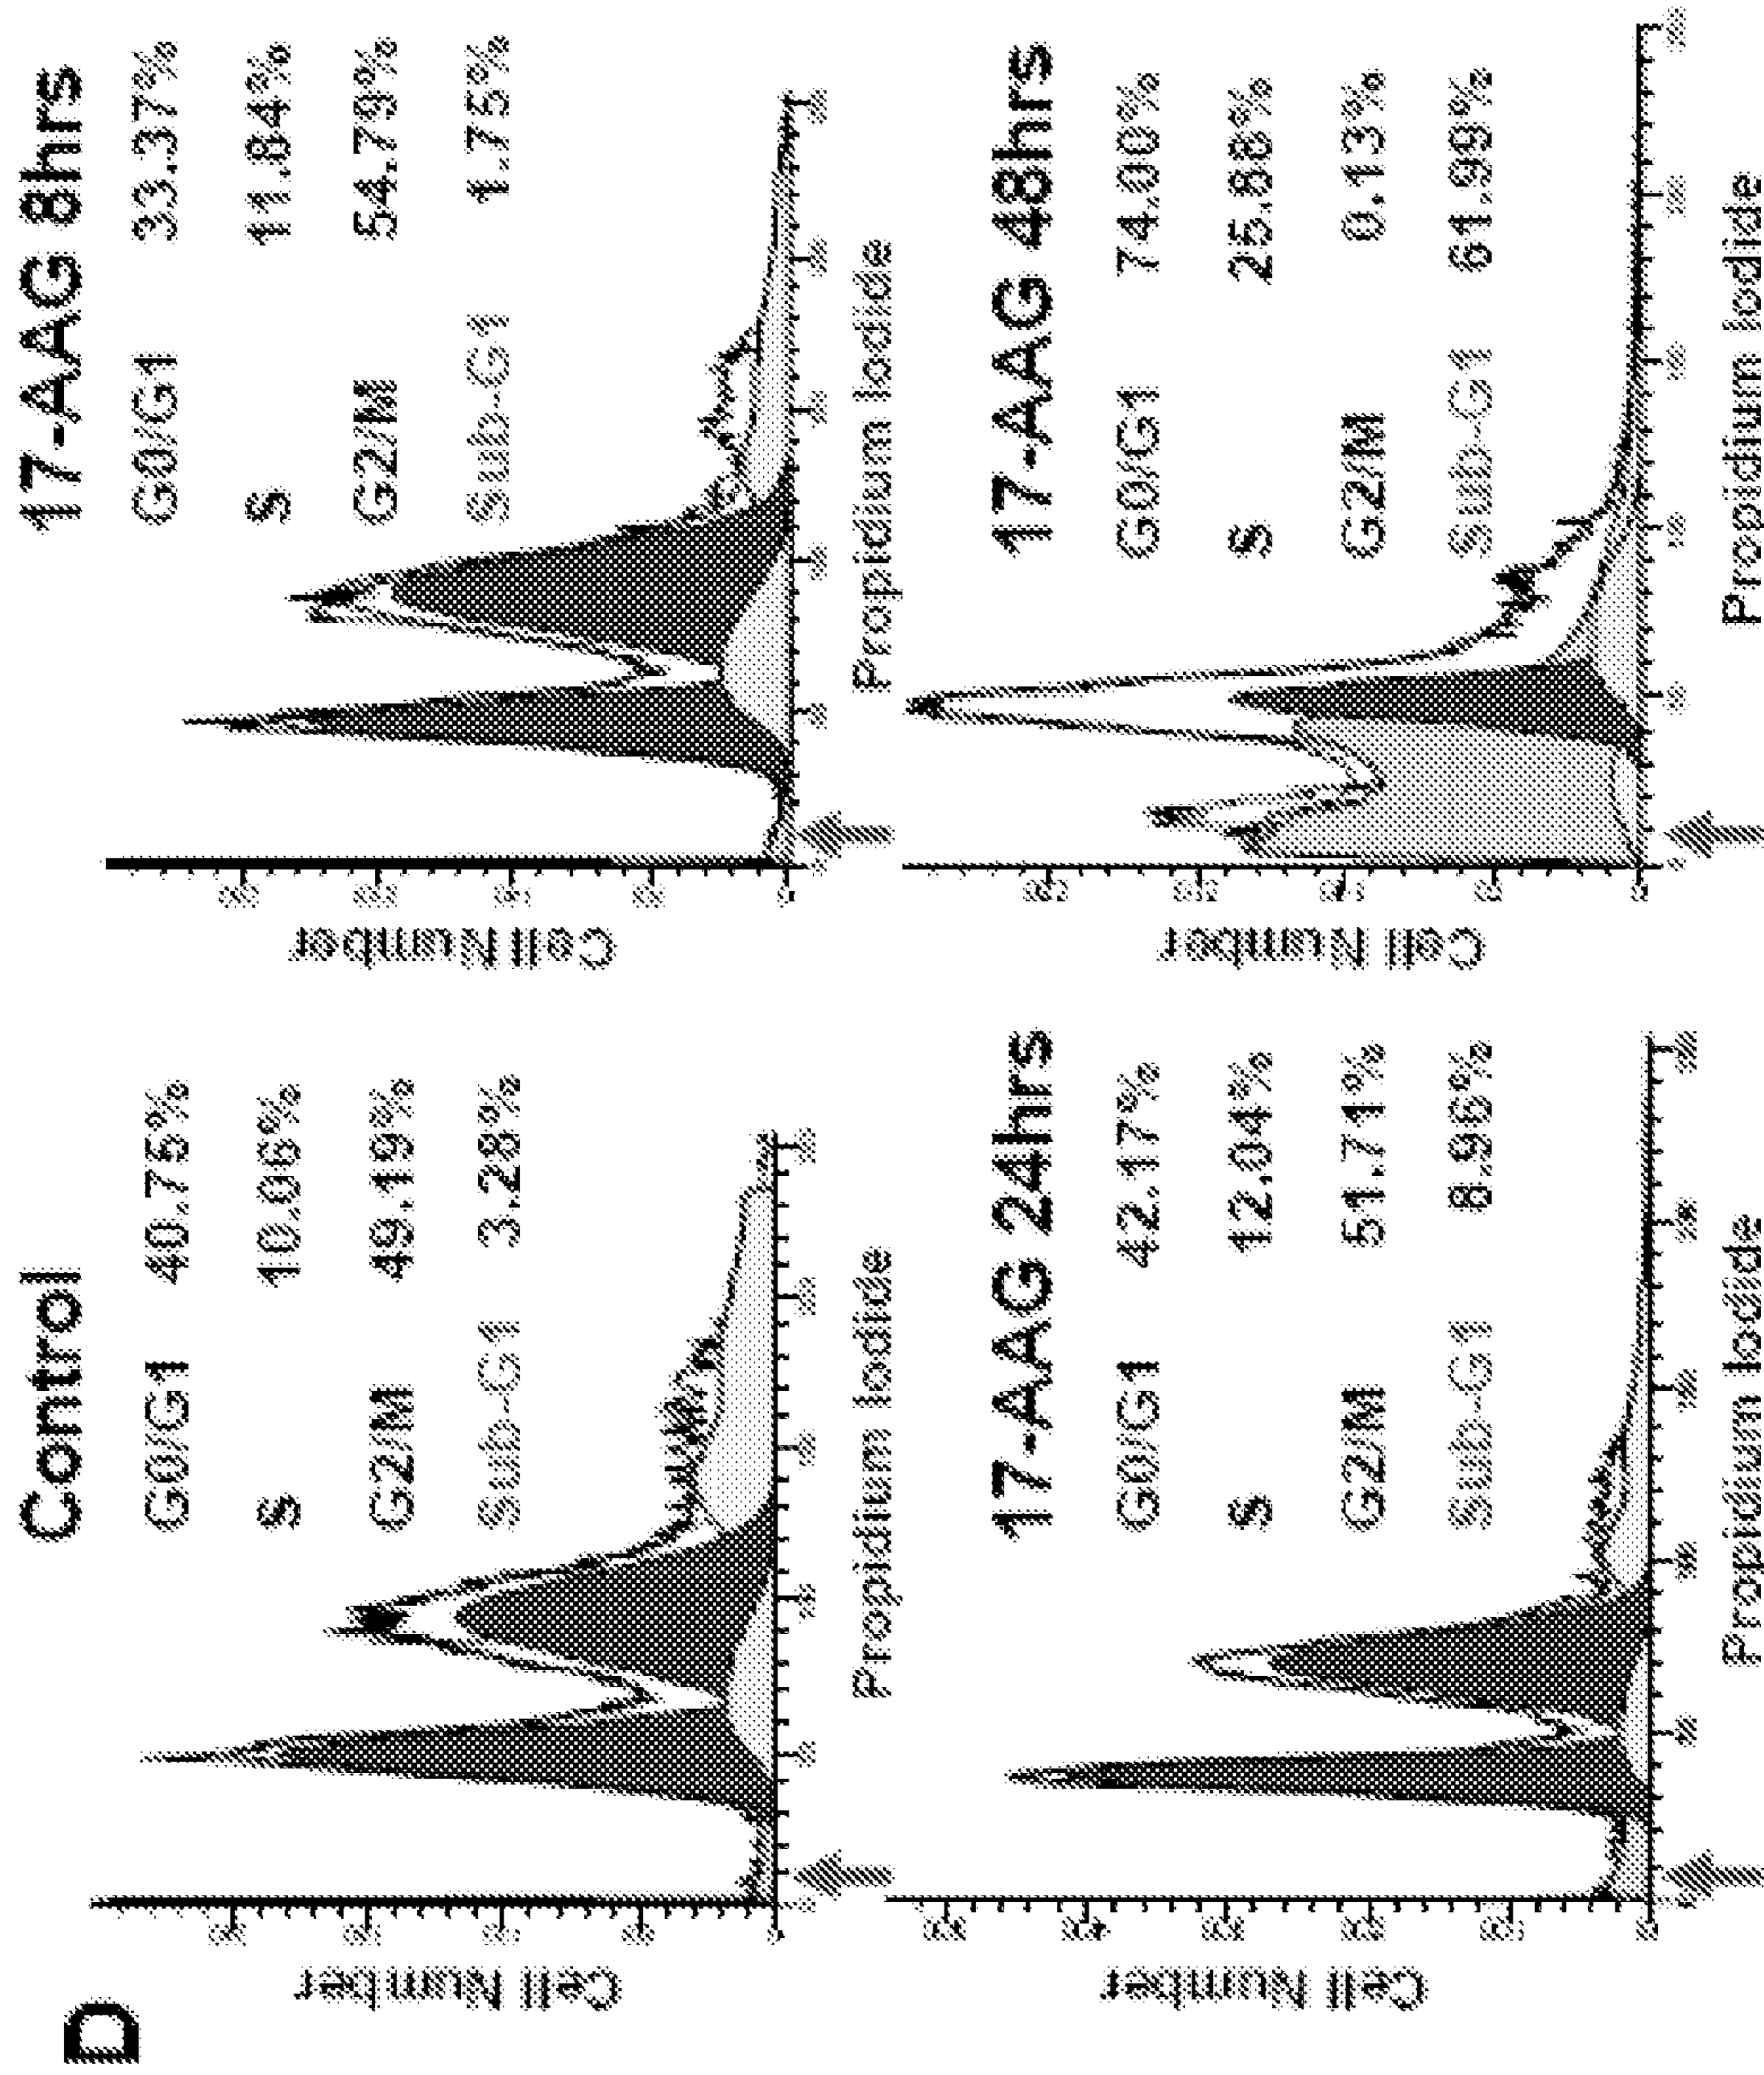 D
Control
G0/G1 40.75%
S 10.06%
G2/M 49.19%
Sub-G1 3.28%
Cell Number
Propidium Iodide
17-AAG 8hrs
G0/G1 33.37%
S 11.84%
G2/M 54.79%
Sub-G1 1.75%
Cell Number
Propidium Iodide
17-AAG 24hrs
G0/G1 42.17%
S 12.04%
G2/M 51.71%
Sub-G1 8.96%
Cell Number
Propidium Iodide
17-AAG 48hrs
G0/G1 74.00%
S 25.88%
G2/M 0.13%
Sub-G1 61.99%
Cell Number
Propidium Iodide